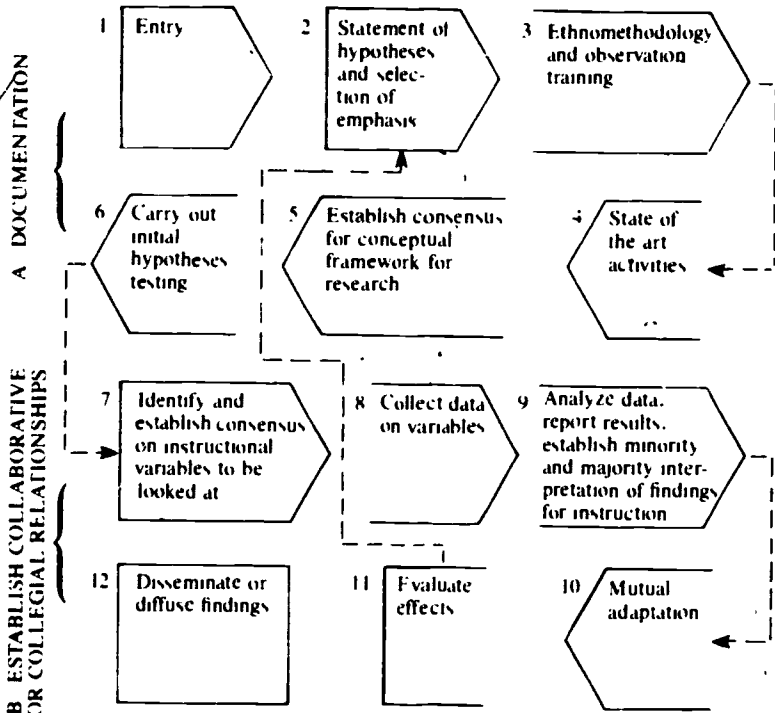 A DOCUMENTATION
B ESTABLISH COLLABORATIVE
OR COLLEGIAL RELATIONSHIPS
1 Entry
2 Statement of
hypotheses
and selec-
tion of
emphasis
3 Ethnomethodology
and observation
training
4 State of
the art
activities
5 Establish consensus
for conceptual
framework for
research
6 Carry out
initial
hypotheses
testing
7 Identify and
establish consensus
on instructional
variables to be
looked at
8 Collect data
on variables
9 Analyze data,
report results,
establish minority
and majority inter-
pretation of findings
for instruction
10 Mutual
adaptation
11 Evaluate
effects
12 Disseminate or
diffuse findings